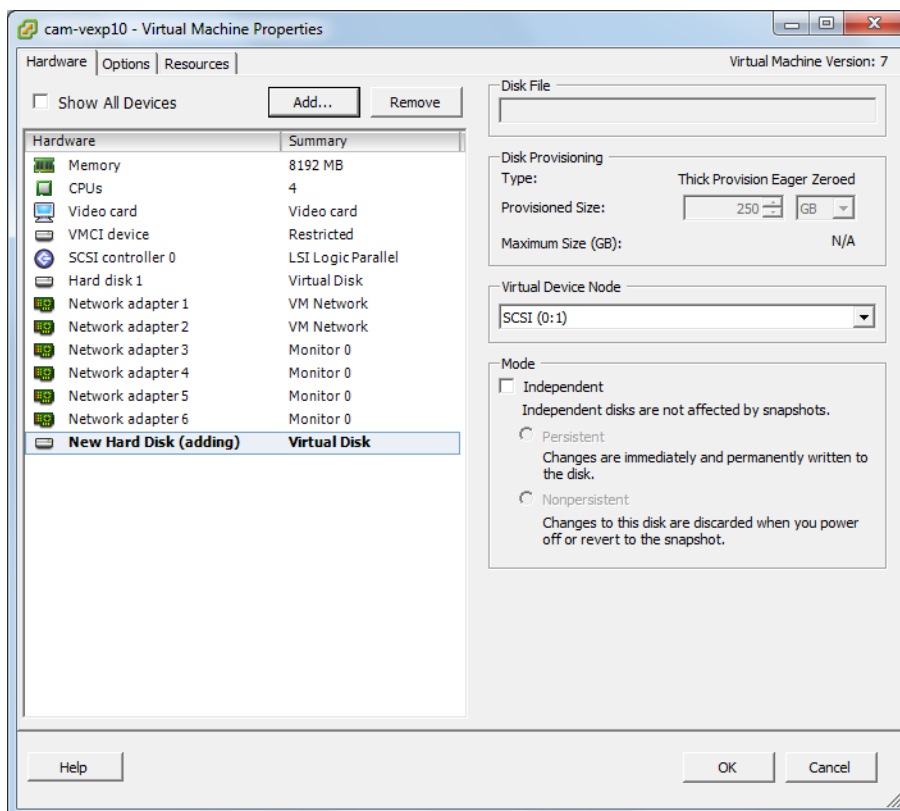 cam-vexp10 - Virtual Machine Properties
Hardware Options Resources Virtual Machine Version: 7
Show All Devices Add... Remove
Hardware Summary
Memory 8192 MB
CPUs 4
Video card Video card
VMCI device Restricted
SCSI controller 0 LSI Logic Parallel
Hard disk 1 Virtual Disk
Network adapter 1 VM Network
Network adapter 2 VM Network
Network adapter 3 Monitor 0
Network adapter 4 Monitor 0
Network adapter 5 Monitor 0
Network adapter 6 Monitor 0
New Hard Disk (adding) Virtual Disk
Disk File
Disk Provisioning
Type: Thick Provision Eager Zeroed
Provisioned Size: 250 GB
Maximum Size (GB): N/A
Virtual Device Node
SCSI (0:1)
Mode
Independent
Independent disks are not affected by snapshots.
Persistent
Changes are immediately and permanently written to
the disk.
Nonpersistent
Changes to this disk are discarded when you power
off or revert to the snapshot.
Help OK Cancel